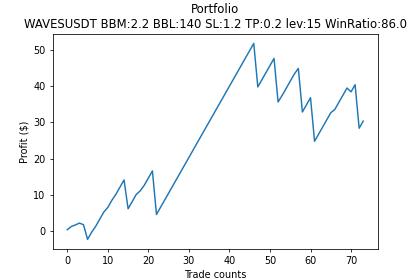 Portfolio
WAVESUSDT BBM:2.2 BBL:140 SL:1.2 TP:0.2 lev:15 WinRatio:86.0
Profit ($)
50
40
30
20
10
0
0 10 20 30 40 50 60 70
Trade counts